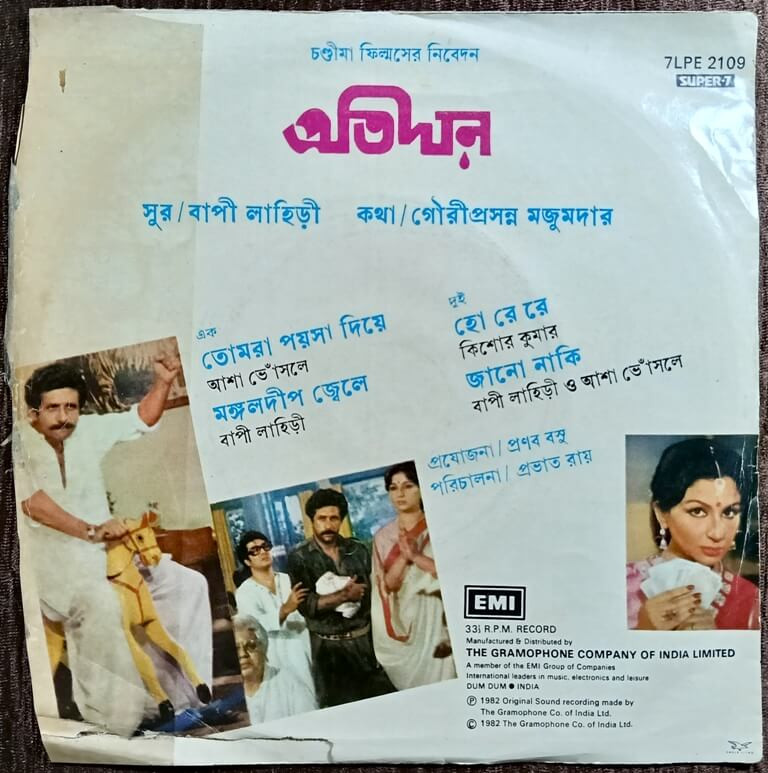 চণ্ডীমা ফিল্মসের নিবেদন
7LPE 2109
SUPER-7
প্রতিদান
সুর/বাপী লাহিড়ী কথা/গৌরীপ্রসন্ন মজুমদার
এক
তোমরা পয়সা দিয়ে
আশা ভোঁসলে
মঙ্গলদীপ জ্বেলে
বাপী লাহিড়ী
দুই
হো রে রে
কিশোর কুমার
জানো নাকি
বাপী লাহিড়ী ও আশা ভোঁসলে
প্রযোজনা/ প্রণব বসু
পরিচালনা/ প্রভাত রায়
EMI
33⅓ R.P.M. RECORD
Manufactured & Distributed by
THE GRAMOPHONE COMPANY OF INDIA LIMITED
A member of the EMI Group of Companies
International leaders in music, electronics and leisure
DUM DUM ● INDIA
Ⓟ 1982 Original Sound recording made by
The Gramophone Co. of India Ltd.
© 1982 The Gramophone Co. of India Ltd.